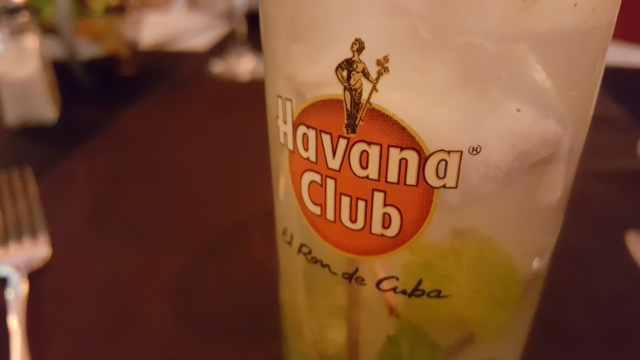 Havana
Club®
El Ron de Cuba